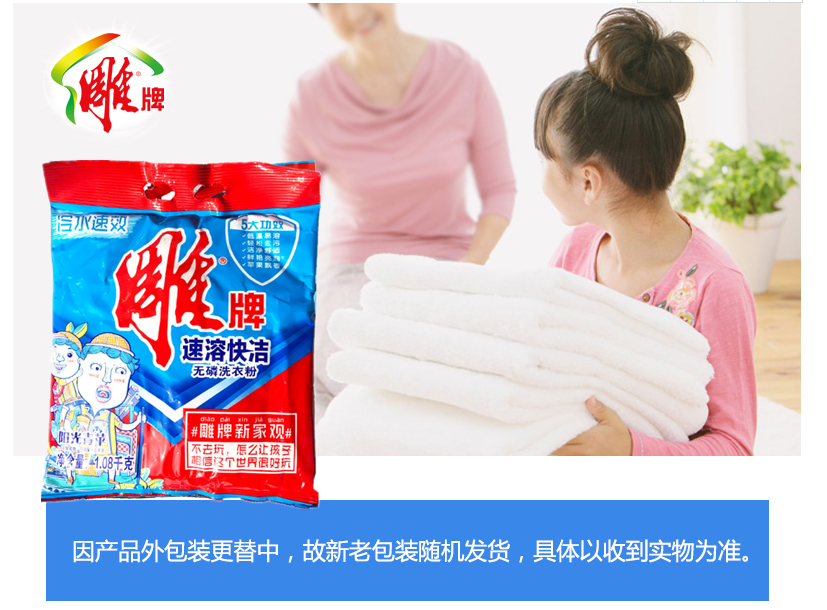 雕®牌
冷水速效
5大功效
雕®牌
速溶快洁
无磷洗衣粉
diāo pái xīn jiā guān
#雕牌新家观#
不去玩，怎么让孩子
相信这个世界很好玩
阳光洁净
净含量：1.08千克
因产品外包装更替中，故新老包装随机发货，具体以收到实物为准。